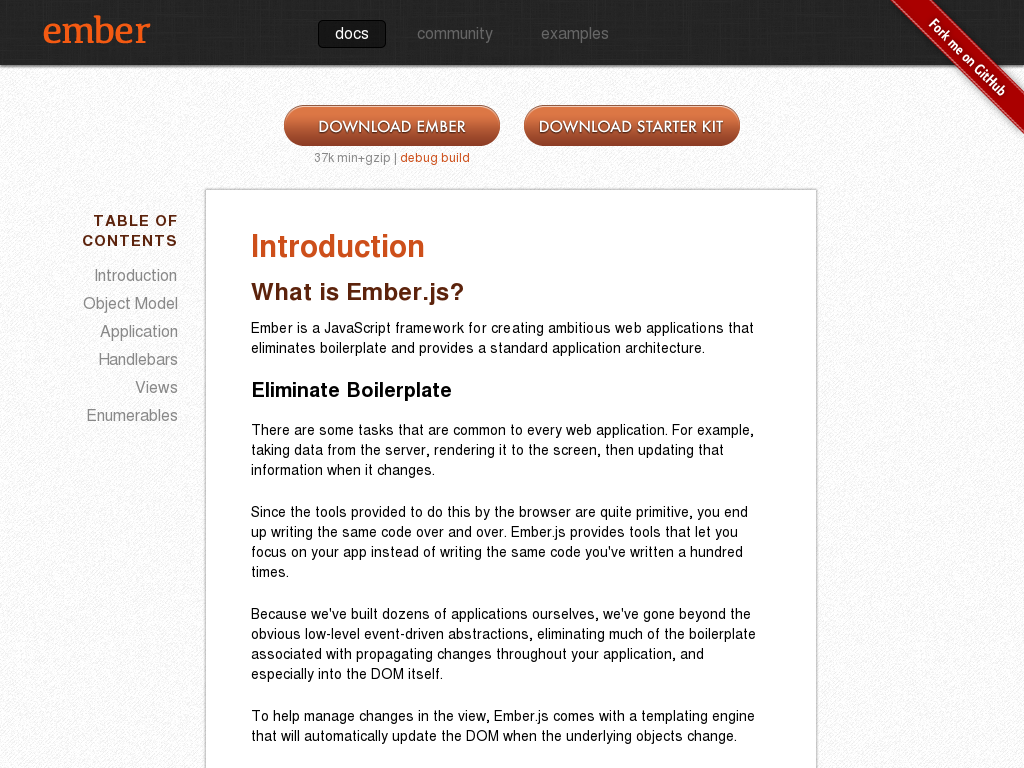 ember
docs community examples
Fork me on GitHub
DOWNLOAD EMBER DOWNLOAD STARTER KIT
37k min+gzip | debug build
TABLE OF
CONTENTS
Introduction
Object Model
Application
Handlebars
Views
Enumerables
Introduction
What is Ember.js?
Ember is a JavaScript framework for creating ambitious web applications that
eliminates boilerplate and provides a standard application architecture.
Eliminate Boilerplate
There are some tasks that are common to every web application. For example,
taking data from the server, rendering it to the screen, then updating that
information when it changes.
Since the tools provided to do this by the browser are quite primitive, you end
up writing the same code over and over. Ember.js provides tools that let you
focus on your app instead of writing the same code you've written a hundred
times.
Because we've built dozens of applications ourselves, we've gone beyond the
obvious low-level event-driven abstractions, eliminating much of the boilerplate
associated with propagating changes throughout your application, and
especially into the DOM itself.
To help manage changes in the view, Ember.js comes with a templating engine
that will automatically update the DOM when the underlying objects change.